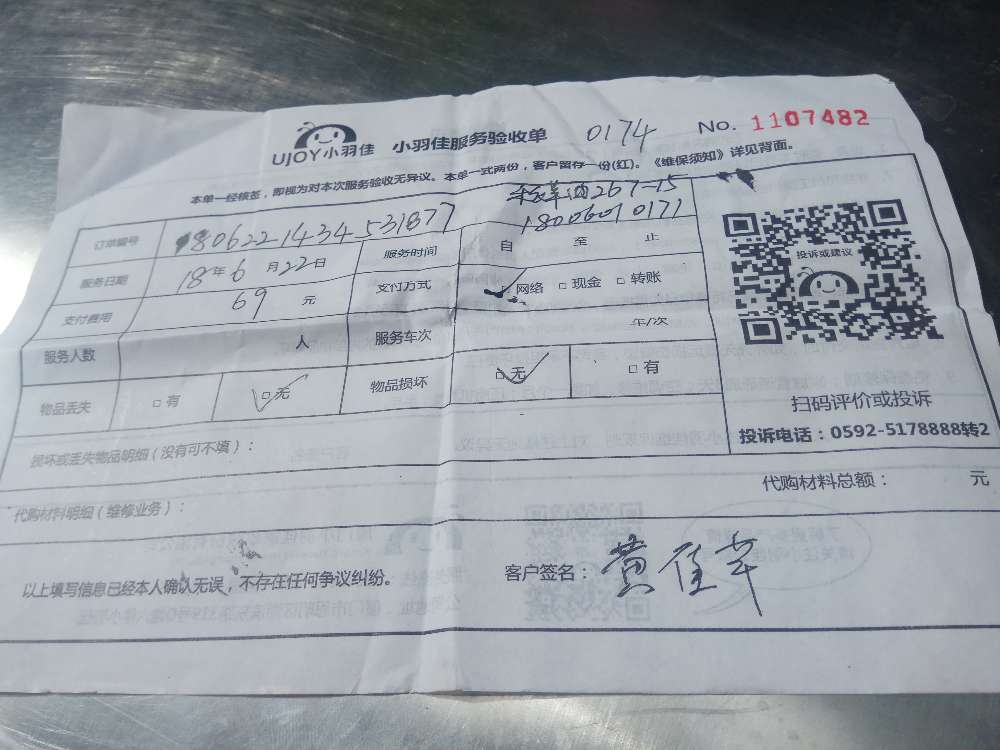 UJOY小羽佳 小羽佳服务验收单 0174 No. 1107482
本单一经核签，即视为对本次服务验收无异议。本单一式两份，客户留存一份(红)。《维保须知》详见背面。
267-15
订单编号 180622-1434-531877 18006010171
服务日期 18年6月22日 服务时间 自 至 止
支付费用 69 元 支付方式 ☑网络 □现金 □转账
服务人数 人 服务车次 车/次
物品丢失 □有 ☑无 物品损坏 ☑无 □有
投诉或建议
扫码评价或投诉
投诉电话：0592-5178888转2
损坏或丢失物品明细（没有可不填）：
代购材料明细（维修业务）： 代购材料总额： 元
以上填写信息已经本人确认无误，不存在任何争议纠纷。 客户签名：黄佳幸